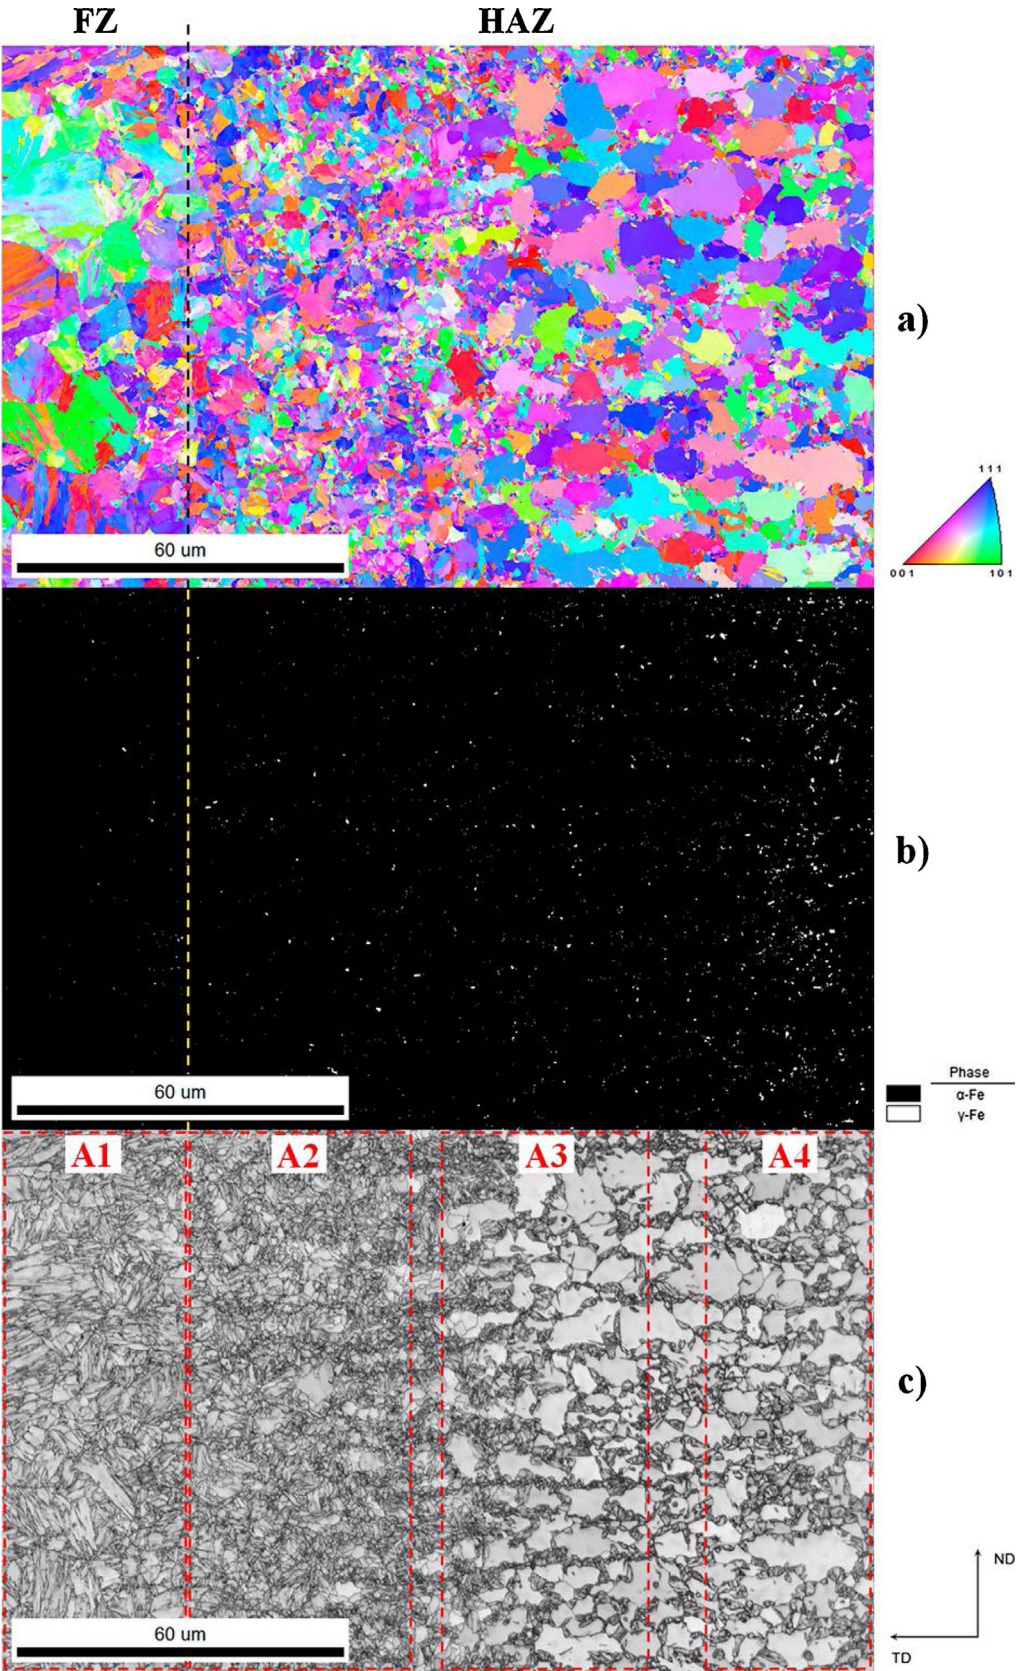 FZ HAZ
a)
111
001 101
60 um
b)
Phase
α-Fe
γ-Fe
60 um
A1 A2 A3 A4
c)
ND
TD
60 um